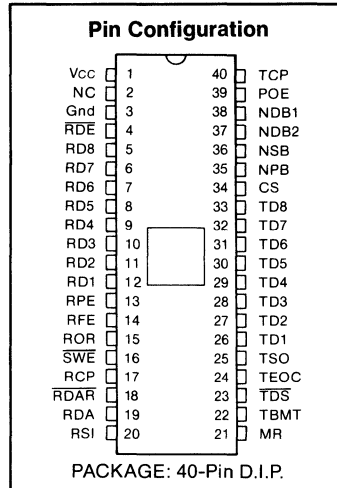 Pin Configuration
Vcc 1 40 TCP
NC 2 39 POE
Gnd 3 38 NDB1
R̅D̅E̅ 4 37 NDB2
RD8 5 36 NSB
RD7 6 35 NPB
RD6 7 34 CS
RD5 8 33 TD8
RD4 9 32 TD7
RD3 10 31 TD6
RD2 11 30 TD5
RD1 12 29 TD4
RPE 13 28 TD3
RFE 14 27 TD2
ROR 15 26 TD1
S̅W̅E̅ 16 25 TSO
RCP 17 24 TEOC
R̅D̅A̅R̅ 18 23 T̅D̅S̅
RDA 19 22 TBMT
RSI 20 21 MR
PACKAGE: 40-Pin D.I.P.